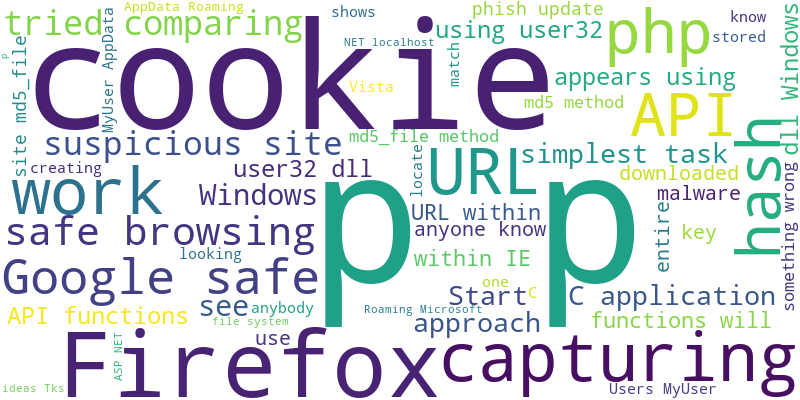 AppData Roaming
tried comparing
shows
phish update
know
cookie
php
using user32
stored
NET localhost
MyUser AppData
site md5_file
p
Vista
match
appears using
dll Windows
md5 method
API
suspicious site
md5_file method
simplest task
hash
creating
user32 dll
locate
URL
downloaded
work
Windows
p p
malware
URL within
entire
something wrong
safe browsing
anyone know
key
looking
within IE
Google safe
see
anybody
one
Start
C
C application
API functions
file system
Roaming Microsoft
approach
functions will
use
ASP NET
Firefox
capturing
ideas Tks
Users MyUser